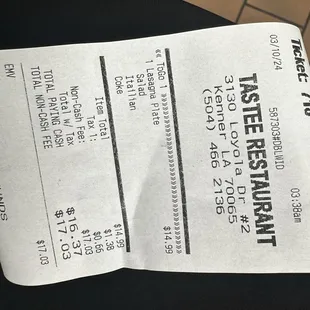 Ticket: 710
03/10/24 587303#DBLWID 03:38am
TASTEE RESTAURANT
3130 Loyola Dr #2
Kenner LA 70065
(504) 466 2136
<< ToGo 1 >>>>>>>>>>>>>>>>>>>>>>
1 Lasagna Plate $14.99
Salad
Italian
Coke
Item Total $14.99
Tax 1: $1.38
Non-Cash Fee: $0.66
Total w/ Tax $17.03
TOTAL PAYING CASH $16.37
TOTAL NON-CASH FEE $17.03
EMV $17.03